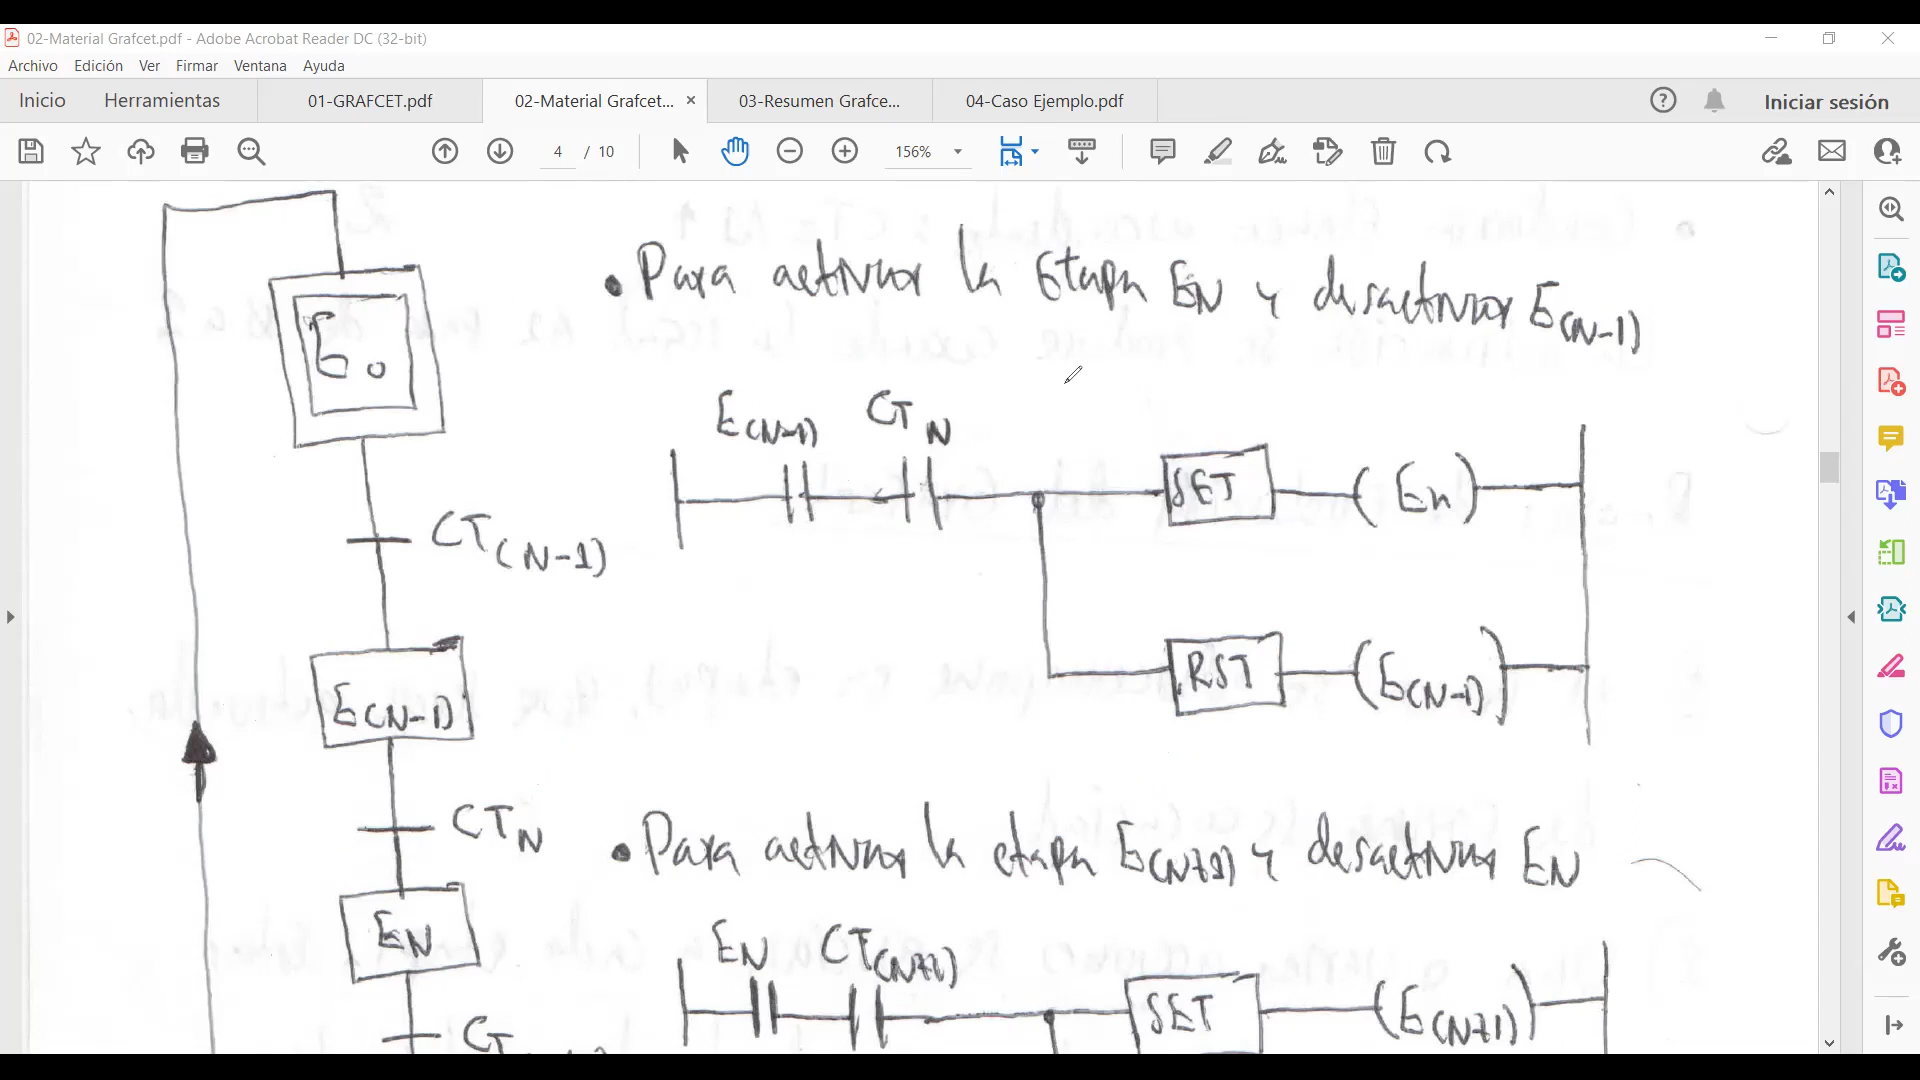 02-Material Grafcet.pdf - Adobe Acrobat Reader DC (32-bit)
Archivo Edición Ver Firmar Ventana Ayuda
Inicio Herramientas 01-GRAFCET.pdf 02-Material Grafcet... × 03-Resumen Grafce... 04-Caso Ejemplo.pdf Iniciar sesión
4 / 10 156%
• Para activar la Etapa EN y desactivar E(N-1)
E0
E(N-1) CTN
SET (En)
CT(N-1)
RST (E(N-1))
E(N-1)
CTN
• Para activar la etapa E(N+1) y desactivar EN
EN
EN CT(N+1)
SET (E(N+1))
CT